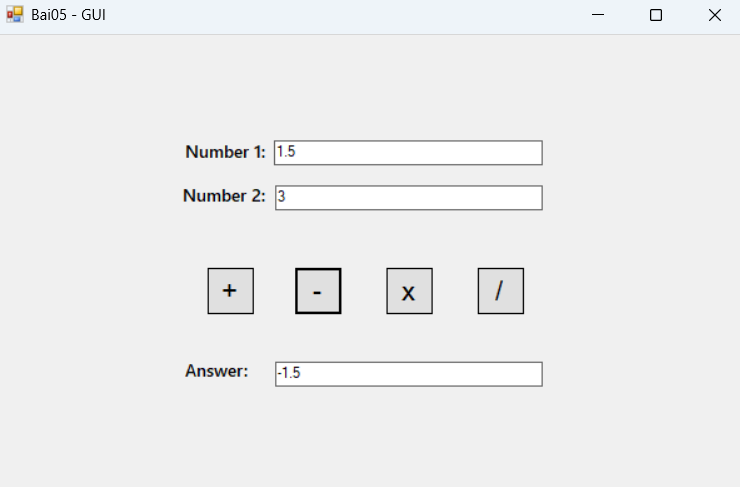 Bai05 - GUI
Number 1: 1.5
Number 2: 3
+ - x /
Answer: -1.5